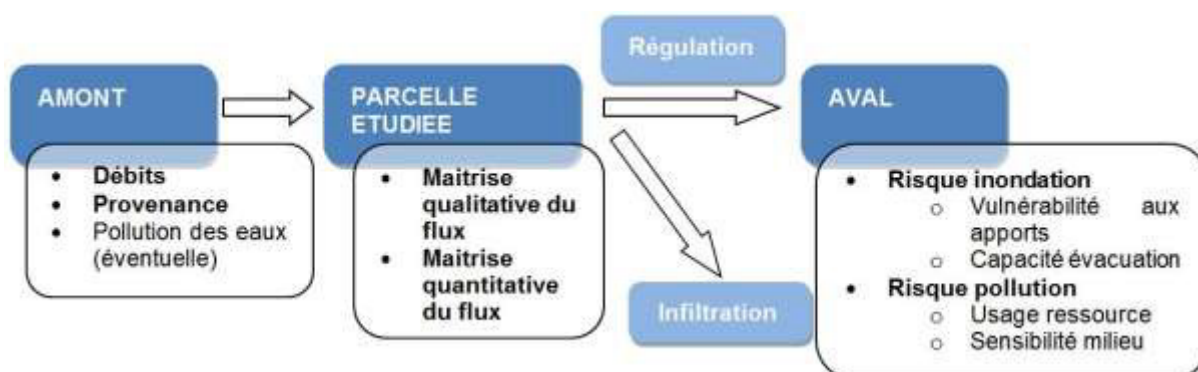 AMONT
Débits
Provenance
Pollution des eaux
(éventuelle)
PARCELLE
ETUDIEE
Maitrise
qualitative du
flux
Maitrise
quantitative
du flux
Régulation
Infiltration
AVAL
Risque inondation
Vulnérabilité aux
apports
Capacité évacuation
Risque pollution
Usage ressource
Sensibilité milieu